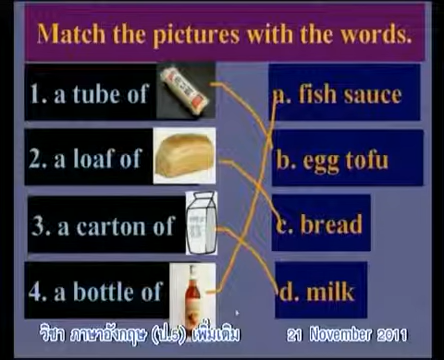 Match the pictures with the words.
1. a tube of
a. fish sauce
2. a loaf of
b. egg tofu
3. a carton of
c. bread
4. a bottle of
d. milk
วิชา ภาษาอังกฤษ (ป.5) เพิ่มเติม
21 November 2011